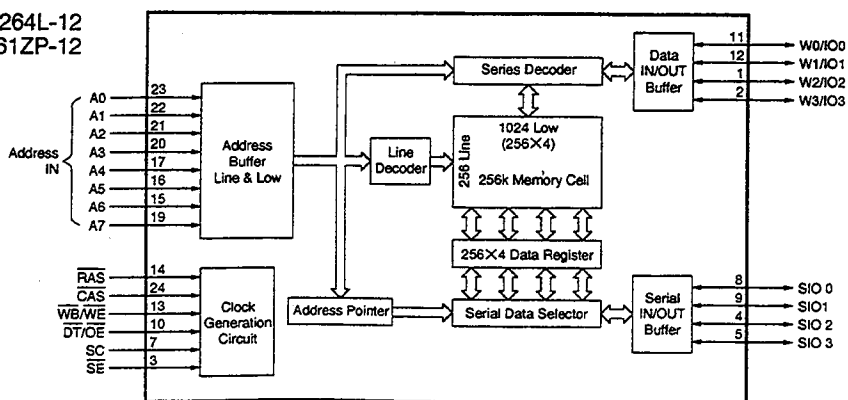 264L-12
61ZP-12
Address
IN
A0 23
A1 22
A2 21
A3 20
A4 17
A5 16
A6 15
A7 19
Address
Buffer
Line & Low
RAS 14
CAS 24
WB/WE 13
DT/OE 10
SC 7
SE 3
Clock
Generation
Circuit
Line
Decoder
Address Pointer
Series Decoder
256 Line
1024 Low
(256×4)
256k Memory Cell
256×4 Data Register
Serial Data Selector
Data
IN/OUT
Buffer
11 W0/IO0
12 W1/IO1
1 W2/IO2
2 W3/IO3
Serial
IN/OUT
Buffer
8 SIO 0
9 SIO1
4 SIO 2
5 SIO 3